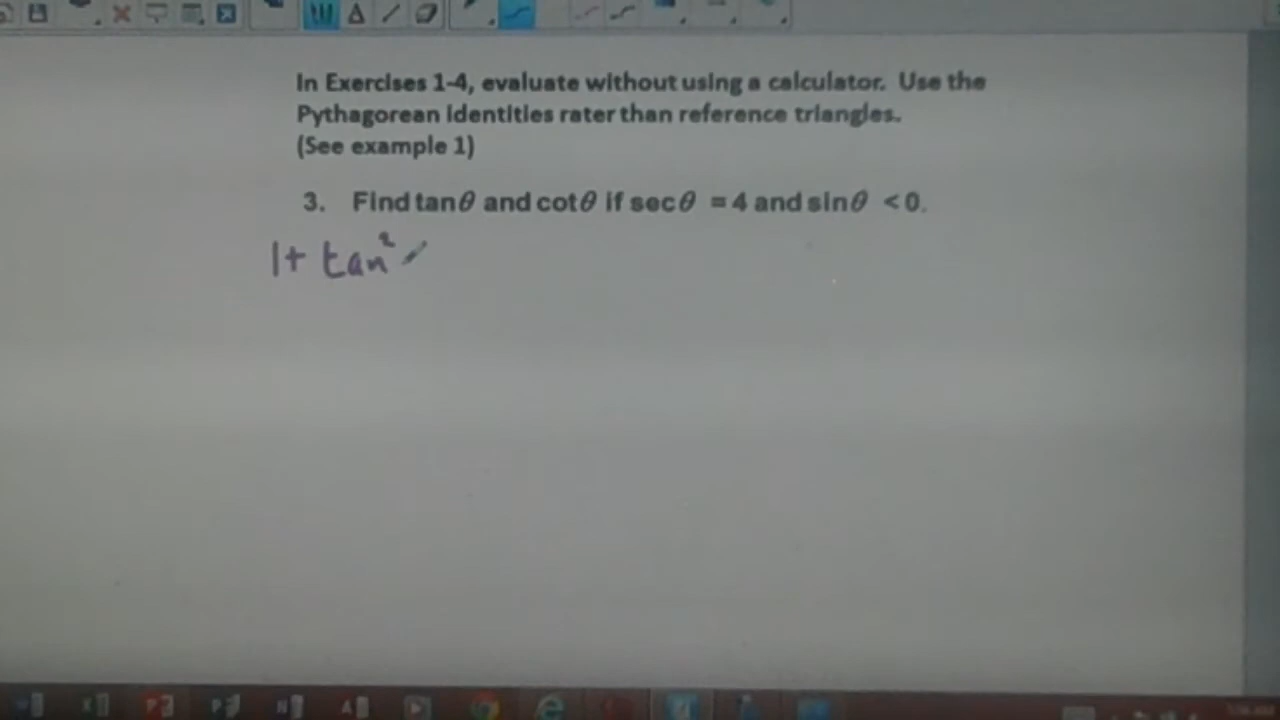 In Exercises 1-4, evaluate without using a calculator. Use the
Pythagorean identities rater than reference triangles.
(See example 1)
3. Find tanθ and cotθ if secθ = 4 and sinθ < 0.
1+ tan²